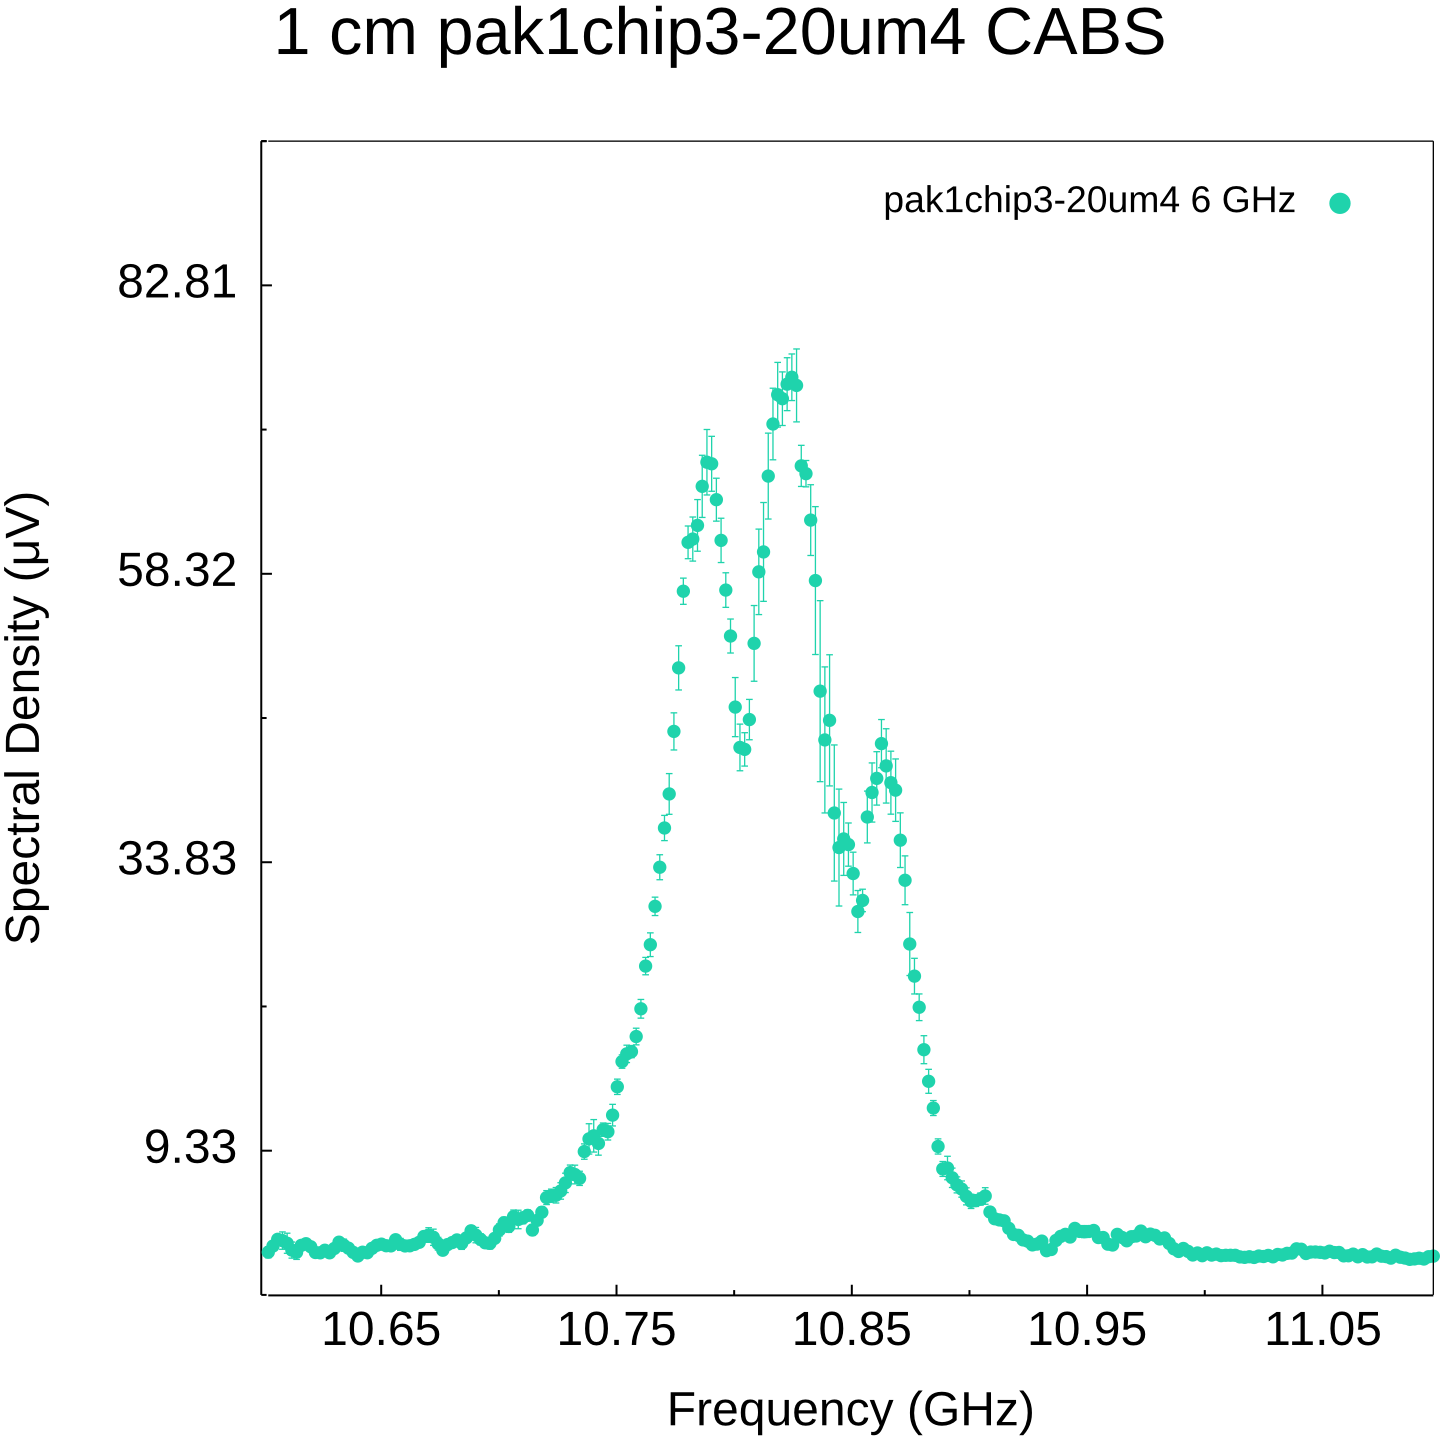 1 cm pak1chip3-20um4 CABS
pak1chip3-20um4 6 GHz
82.81
58.32
33.83
9.33
Spectral Density (μV)
10.65 10.75 10.85 10.95 11.05
Frequency (GHz)